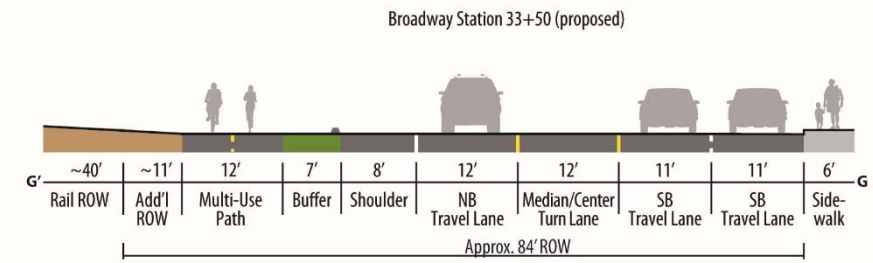 Broadway Station 33+50 (proposed)
G' ~40' ~11' 12' 7' 8' 12' 12' 11' 11' 6' G
Rail ROW Add'l Multi-Use Buffer Shoulder NB Median/Center SB SB Side-
ROW Path Travel Lane Turn Lane Travel Lane Travel Lane walk
Approx. 84' ROW